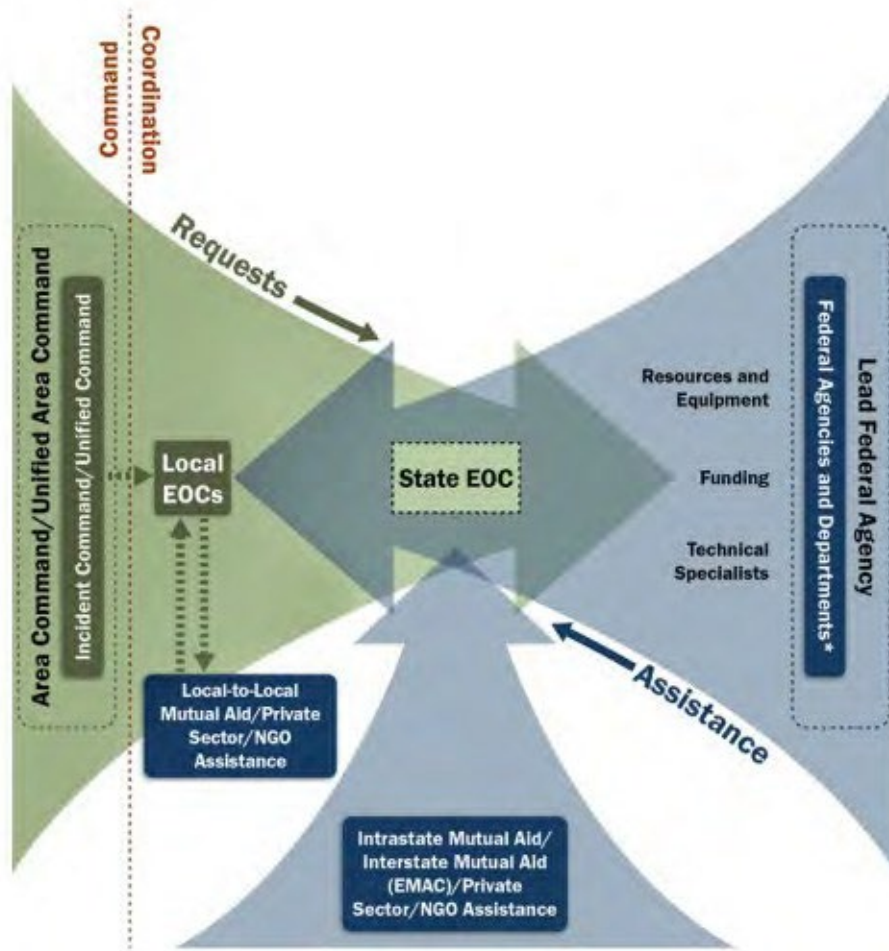 Command
Coordination
Requests
Area Command/Unified Area Command
Incident Command/Unified Command
Local
EOCs
State EOC
Resources and
Equipment
Funding
Technical
Specialists
Federal Agencies and Departments*
Lead Federal Agency
Local-to-Local
Mutual Aid/Private
Sector/NGO
Assistance
Assistance
Intrastate Mutual Aid/
Interstate Mutual Aid
(EMAC)/Private
Sector/NGO Assistance